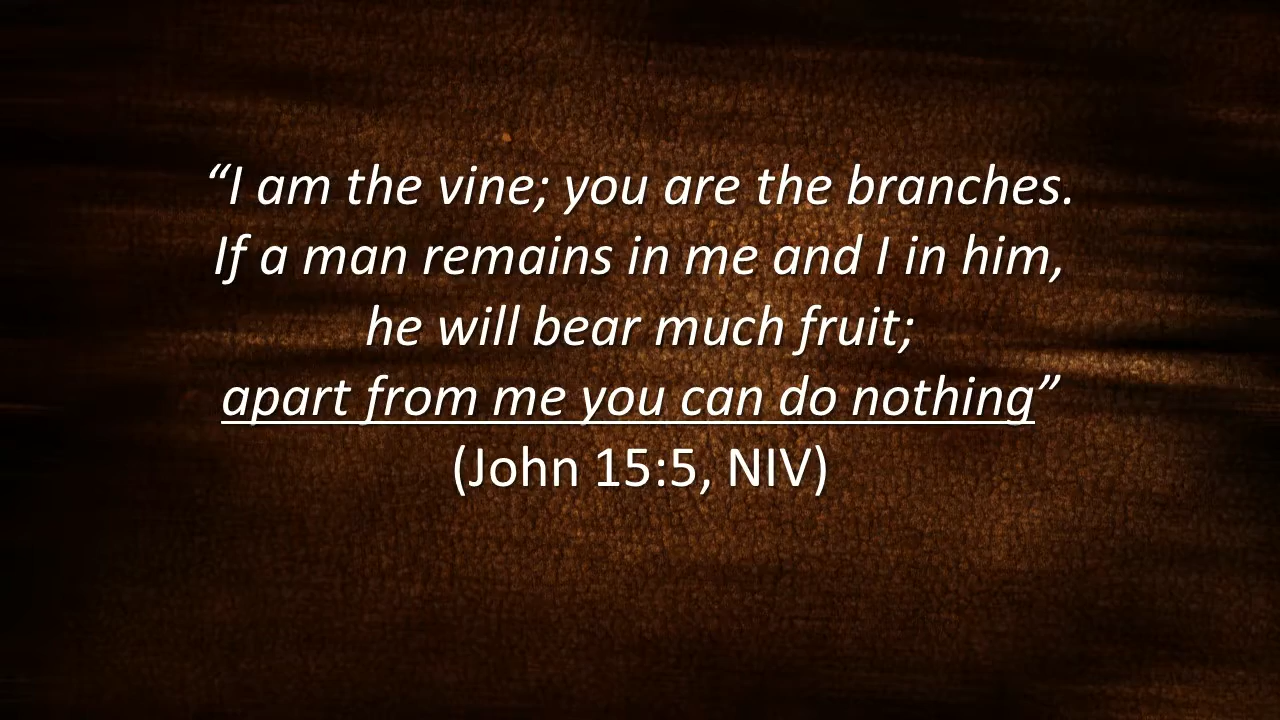 “I am the vine; you are the branches.
If a man remains in me and I in him,
he will bear much fruit;
apart from me you can do nothing”
(John 15:5, NIV)